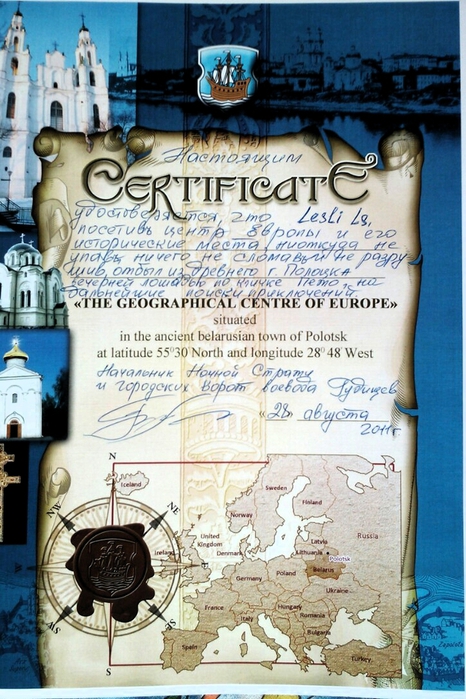 Настоящим
CERTIFICATE
удостоверяется, что Lesli Ls,
посетив центр Европы и его
исторические места, ниоткуда не
упав, ничего не сломав и не разру
шив отбыл из древнего г. Полоцка
вечерней лошадью по кличке "Пето", на
дальнейшие поиски приключений.
«THE GEOGRAPHICAL CENTRE OF EUROPE»
situated
in the ancient belarusian town of Polotsk
at latitude 55°30 North and longitude 28°48 West
Начальник Ночной Стражи
и городских Ворот воевода
«28» августа
2011г
N
Iceland
NW
NE
Sweden
Finland
Norway
United
Kingdom
Ireland
Denmark
Latvia
Lithuania
Polotsk
Russia
Belarus
Poland
Germany
Ukraine
E
France
Hungary
Romania
Italy
Bulgaria
Spain
Turkey
SW
SE
S